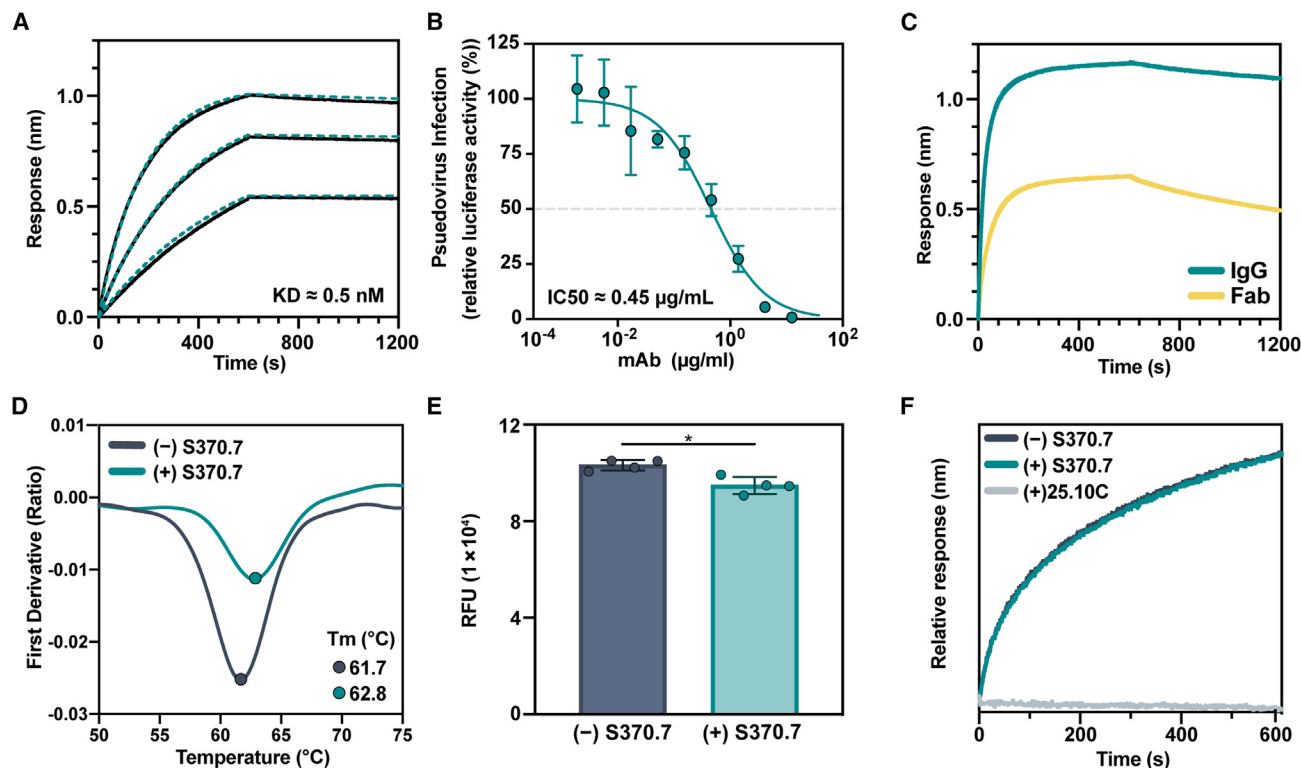 A
Response (nm)
1.0
0.5
0.0
KD ≈ 0.5 nM
0
400
800
1200
Time (s)
B
Psuedovirus Infection
(relative luciferase activity (%))
125
100
75
50
25
0
IC50 ≈ 0.45 µg/mL
10⁻⁴
10⁻²
10⁰
10²
mAb (µg/ml)
C
Response (nm)
1.0
0.5
0.0
IgG
Fab
0
400
800
1200
Time (s)
D
First Derivative (Ratio)
0.01
0.00
-0.01
-0.02
-0.03
(−) S370.7
(+) S370.7
Tm (°C)
61.7
62.8
50
55
60
65
70
75
Temperature (°C)
E
RFU (1 × 10⁴)
12
8
4
0
*
(−) S370.7
(+) S370.7
F
Relative response (nm)
(−) S370.7
(+) S370.7
(+)25.10C
0
200
400
600
Time (s)